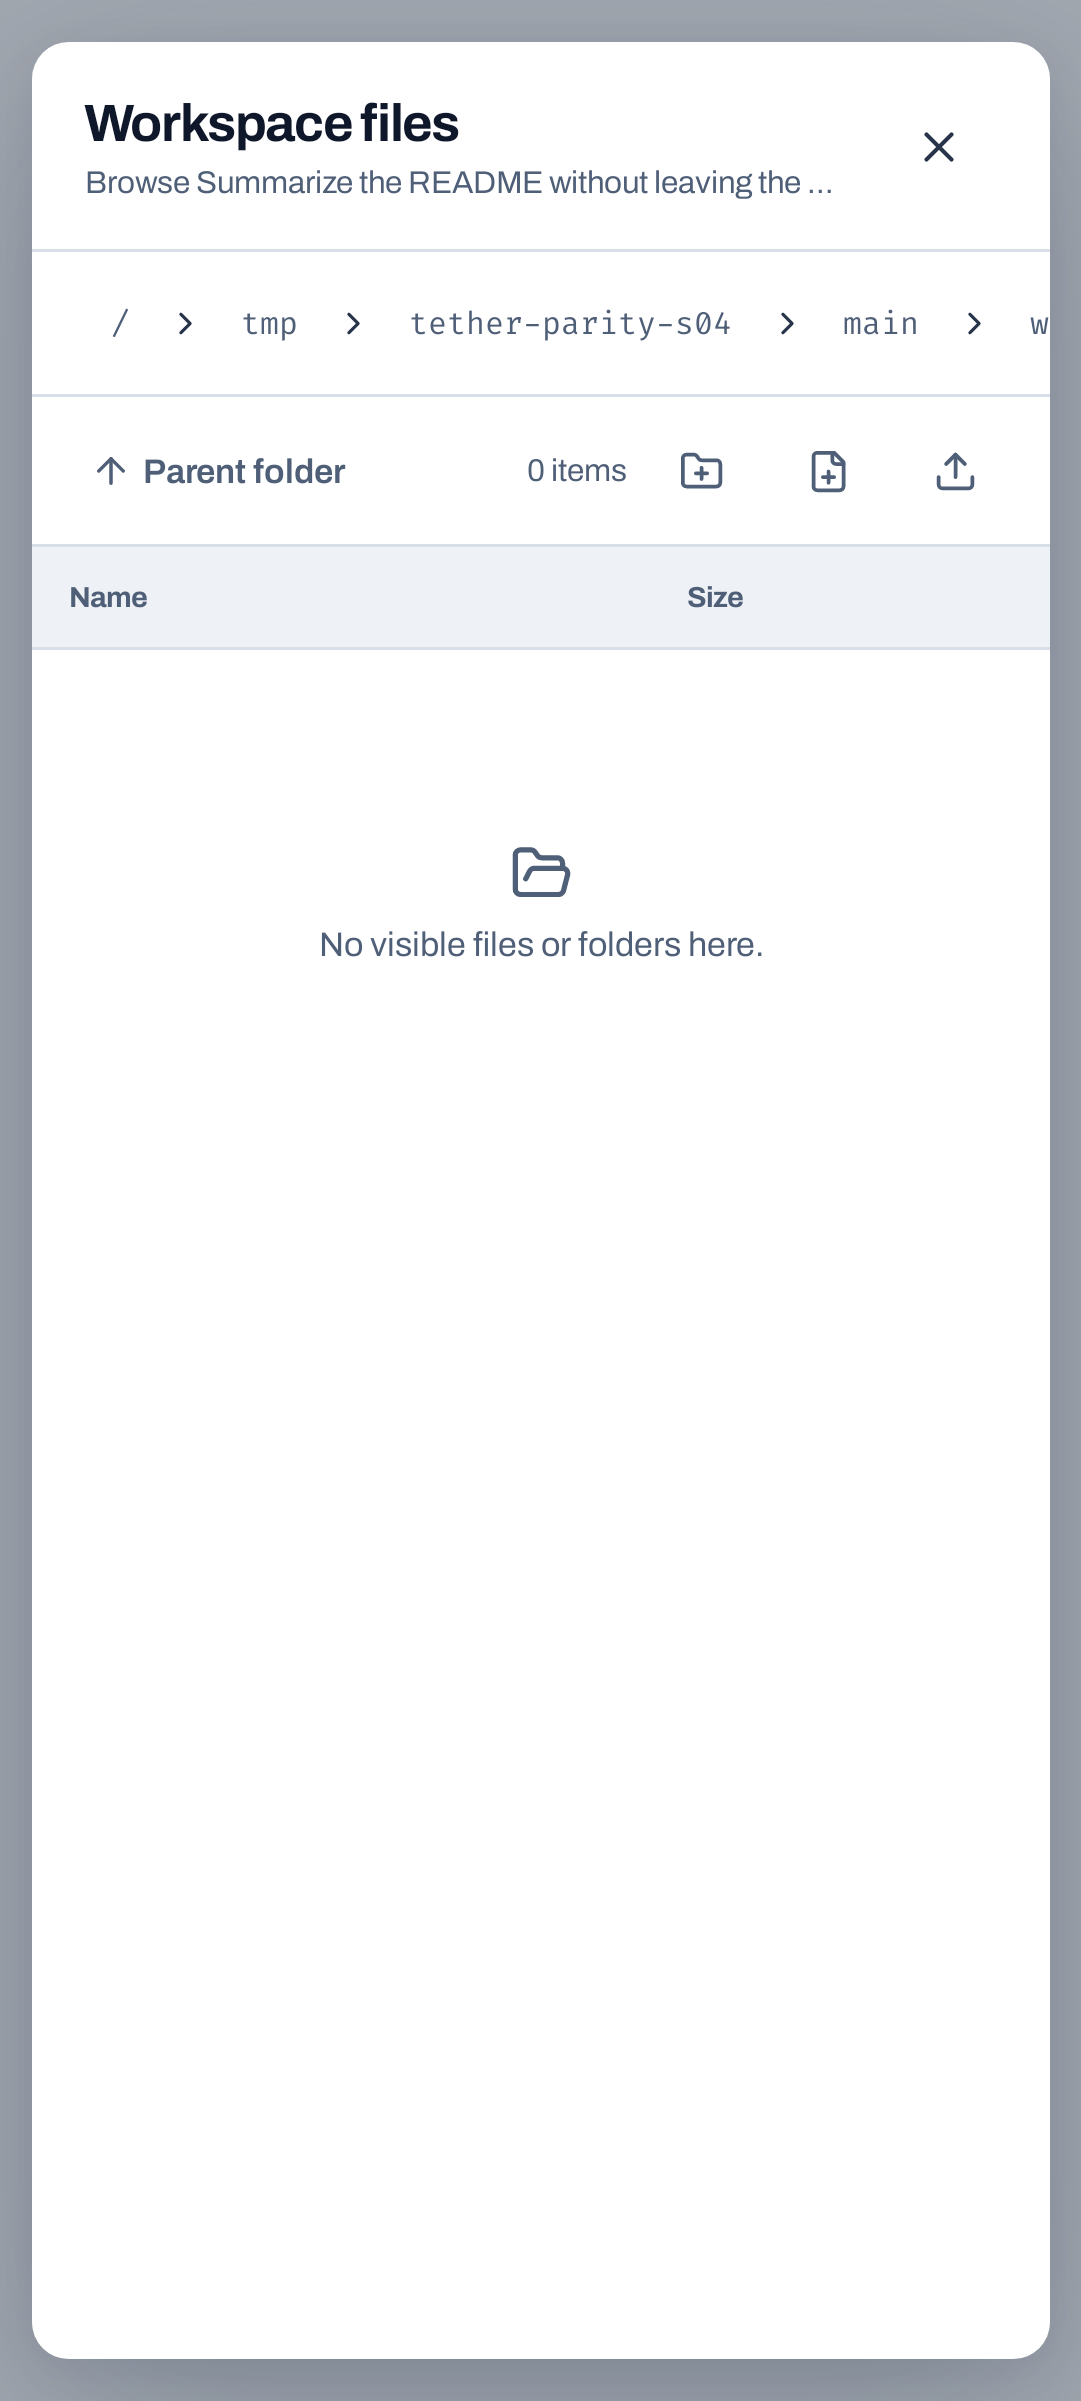 Workspace files
Browse Summarize the README without leaving the ...
/ > tmp > tether-parity-s04 > main > w
Parent folder 0 items
Name Size
No visible files or folders here.